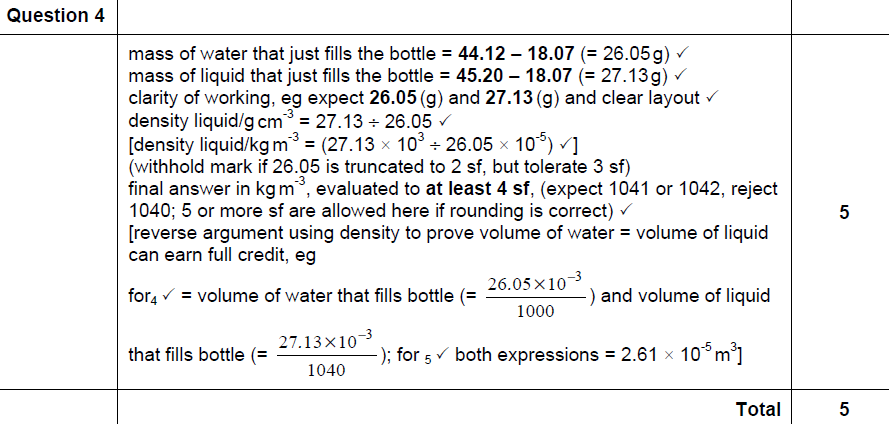 Question 4
mass of water that just fills the bottle = 44.12 – 18.07 (= 26.05g) ✓
mass of liquid that just fills the bottle = 45.20 – 18.07 (= 27.13g) ✓
clarity of working, eg expect 26.05 (g) and 27.13 (g) and clear layout ✓
density liquid/g cm⁻³ = 27.13 ÷ 26.05 ✓
[density liquid/kg m⁻³ = (27.13 × 10³ ÷ 26.05 × 10⁻⁵) ✓]
(withhold mark if 26.05 is truncated to 2 sf, but tolerate 3 sf)
final answer in kg m⁻³, evaluated to at least 4 sf, (expect 1041 or 1042, reject
1040; 5 or more sf are allowed here if rounding is correct) ✓
5
[reverse argument using density to prove volume of water = volume of liquid
can earn full credit, eg
for₄ ✓ = volume of water that fills bottle (= 26.05×10⁻³ / 1000) and volume of liquid
that fills bottle (= 27.13×10⁻³ / 1040); for ₅ ✓ both expressions = 2.61 × 10⁻⁵ m³]
Total 5